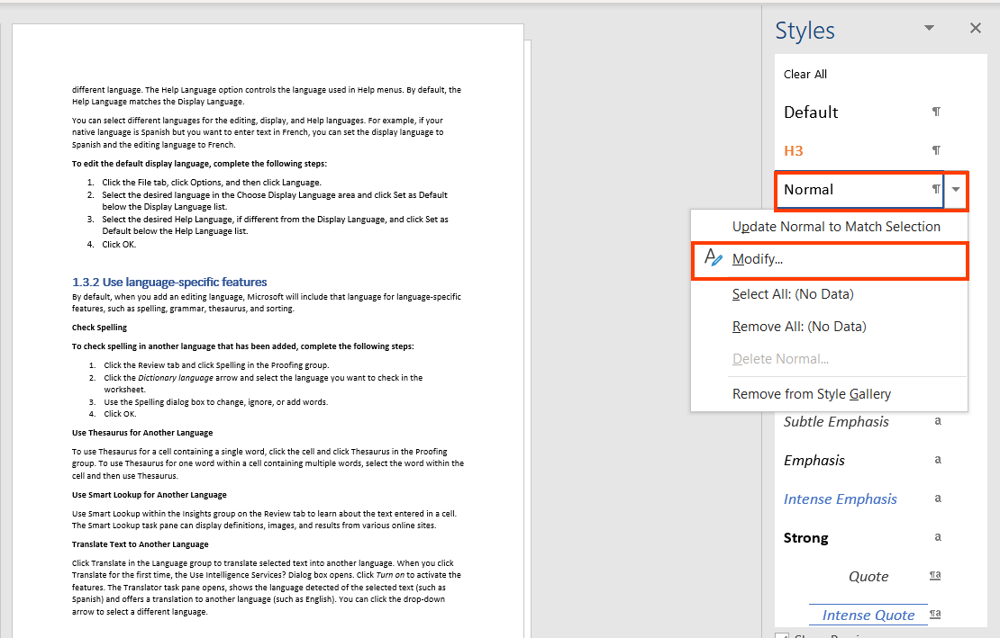 different language. The Help Language option controls the language used in Help menus. By default, the
Help Language matches the Display Language.
You can select different languages for the editing, display, and Help languages. For example, if your
native language is Spanish but you want to enter text in French, you can set the display language to
Spanish and the editing language to French.
To edit the default display language, complete the following steps:
1. Click the File tab, click Options, and then click Language.
2. Select the desired language in the Choose Display Language area and click Set as Default
below the Display Language list.
3. Select the desired Help Language, if different from the Display Language, and click Set as
Default below the Help Language list.
4. Click OK.
1.3.2 Use language-specific features
By default, when you add an editing language, Microsoft will include that language for language-specific
features, such as spelling, grammar, thesaurus, and sorting.
Check Spelling
To check spelling in another language that has been added, complete the following steps:
1. Click the Review tab and click Spelling in the Proofing group.
2. Click the Dictionary language arrow and select the language you want to check in the
worksheet.
3. Use the Spelling dialog box to change, ignore, or add words.
4. Click OK.
Use Thesaurus for Another Language
To use Thesaurus for a cell containing a single word, click the cell and click Thesaurus in the Proofing
group. To use Thesaurus for one word within a cell containing multiple words, select the word within the
cell and then use Thesaurus.
Use Smart Lookup for Another Language
Use Smart Lookup within the Insights group on the Review tab to learn about the text entered in a cell.
The Smart Lookup task pane can display definitions, images, and results from various online sites.
Translate Text to Another Language
Click Translate in the Language group to translate selected text into another language. When you click
Translate for the first time, the Use Intelligence Services? Dialog box opens. Click Turn on to activate the
features. The Translator task pane opens, shows the language detected of the selected text (such as
Spanish) and offers a translation to another language (such as English). You can click the drop-down
arrow to select a different language.
Styles
Clear All
Default ¶
H3 ¶
Normal ¶
Update Normal to Match Selection
Modify...
Select All: (No Data)
Remove All: (No Data)
Delete Normal...
Remove from Style Gallery
Subtle Emphasis a
Emphasis a
Intense Emphasis a
Strong a
Quote ¶a
Intense Quote ¶a